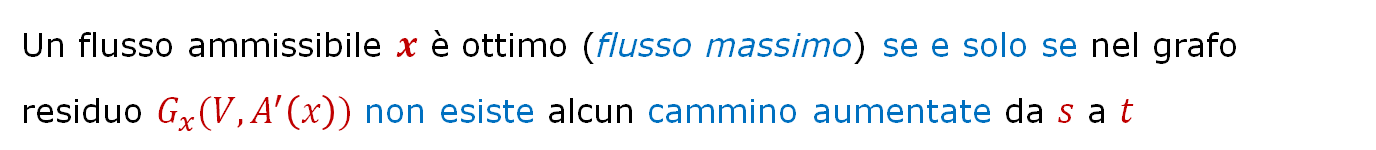 Un flusso ammissibile x è ottimo (flusso massimo) se e solo se nel grafo
residuo Gₓ(V, A′(x)) non esiste alcun cammino aumentate da s a t